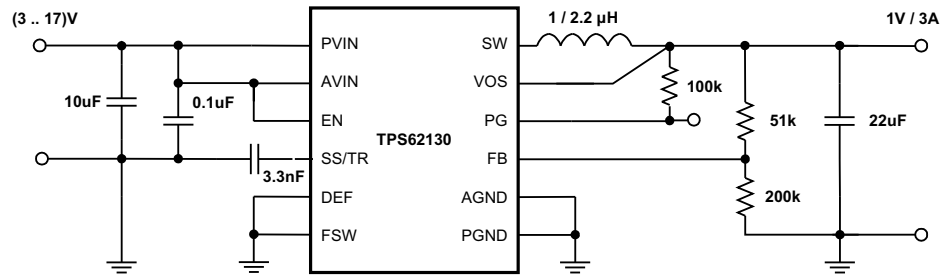 (3 .. 17)V
1 / 2.2 µH
1V / 3A
PVIN
SW
AVIN
VOS
10uF
0.1uF
100k
EN
PG
51k
22uF
TPS62130
SS/TR
FB
3.3nF
200k
DEF
AGND
FSW
PGND